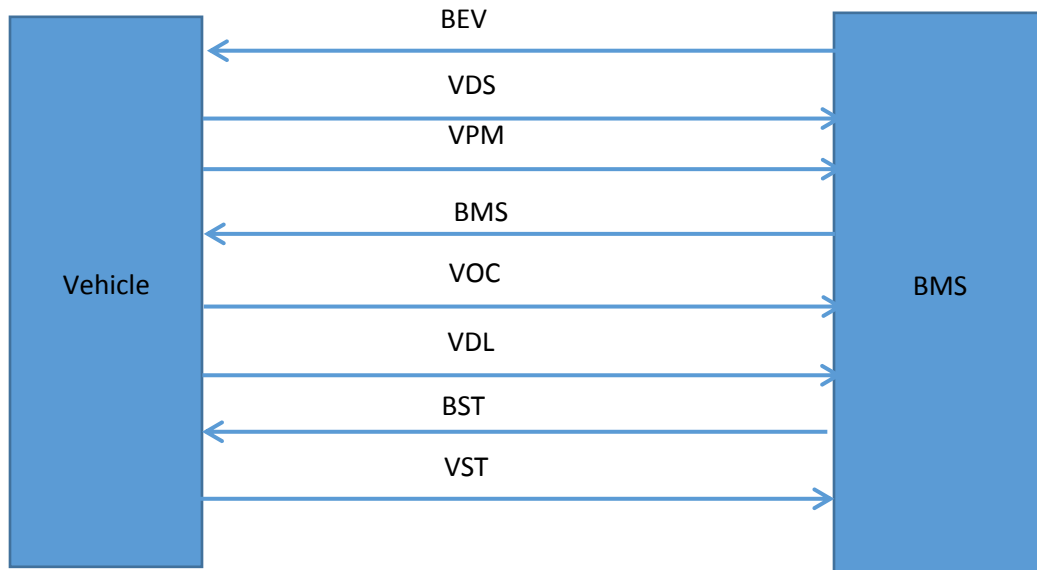 BEV
VDS
VPM
BMS
VOC
Vehicle
BMS
VDL
BST
VST